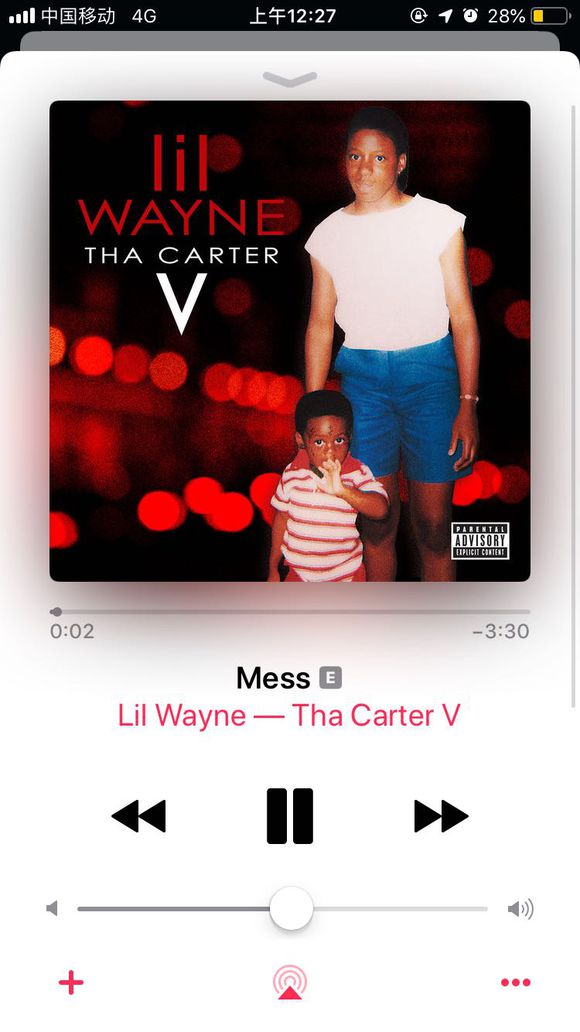 中国移动 4G 上午12:27 28%
lil
WAYNE
THA CARTER
V
PARENTAL
ADVISORY
EXPLICIT CONTENT
0:02 −3:30
Mess E
Lil Wayne — Tha Carter V